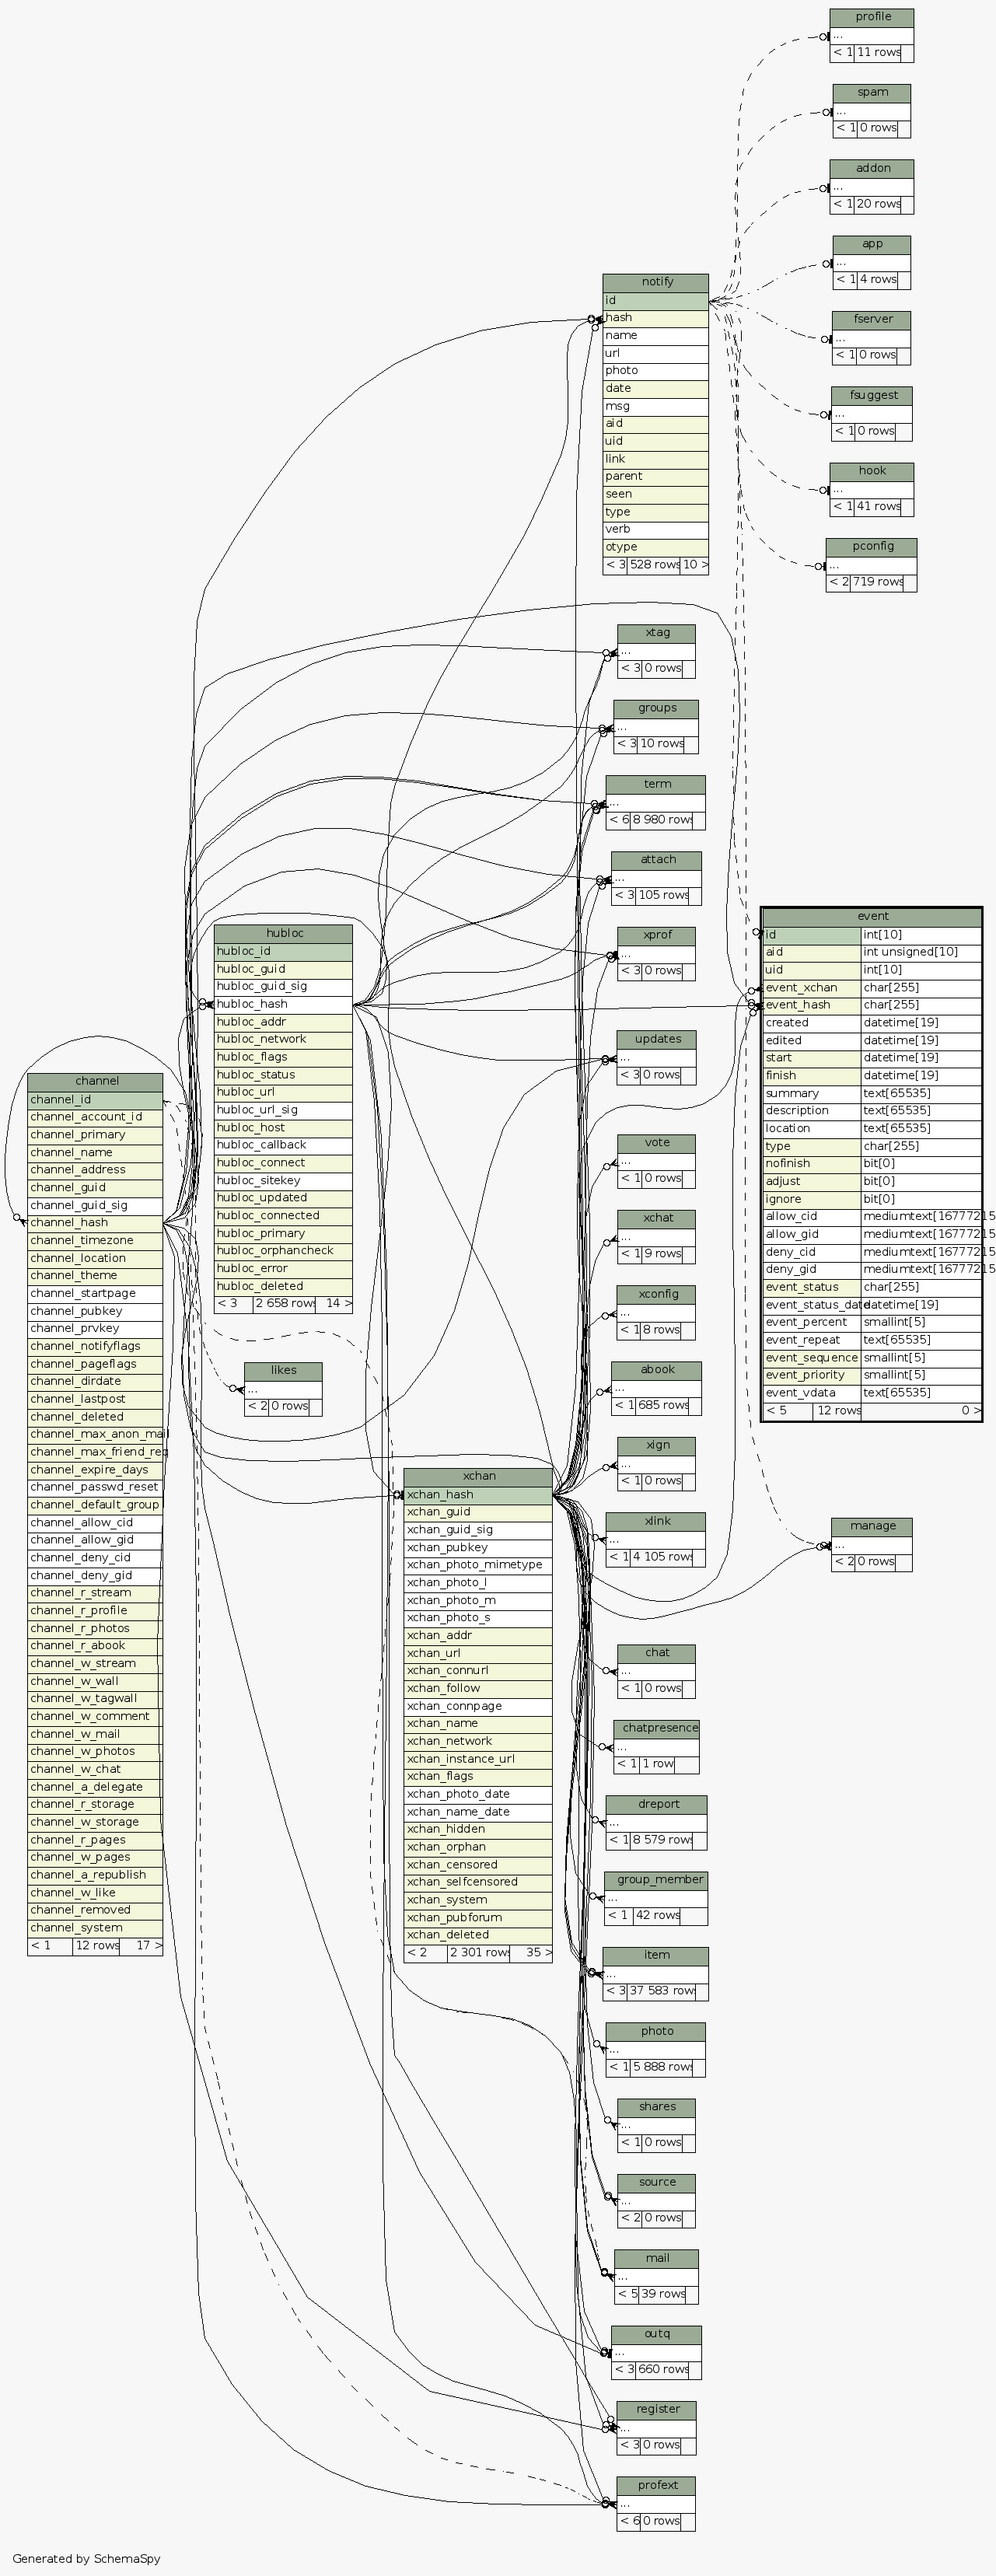 profile
...
< 1 11 rows
spam
...
< 1 0 rows
addon
...
< 1 20 rows
app
...
< 1 4 rows
fserver
...
< 1 0 rows
fsuggest
...
< 1 0 rows
hook
...
< 1 41 rows
pconfig
...
< 2 719 rows
notify
id
hash
name
url
photo
date
msg
aid
uid
link
parent
seen
type
verb
otype
< 3 528 rows 10 >
xtag
...
< 3 0 rows
groups
...
< 3 10 rows
term
...
< 6 8 980 rows
attach
...
< 3 105 rows
xprof
...
< 3 0 rows
updates
...
< 3 0 rows
vote
...
< 1 0 rows
xchat
...
< 1 9 rows
xconfig
...
< 1 8 rows
abook
...
< 1 685 rows
xign
...
< 1 0 rows
xlink
...
< 1 4 105 rows
event
id int[10]
aid int unsigned[10]
uid int[10]
event_xchan char[255]
event_hash char[255]
created datetime[19]
edited datetime[19]
start datetime[19]
finish datetime[19]
summary text[65535]
description text[65535]
location text[65535]
type char[255]
nofinish bit[0]
adjust bit[0]
ignore bit[0]
allow_cid mediumtext[16777215
allow_gid mediumtext[16777215
deny_cid mediumtext[16777215
deny_gid mediumtext[16777215
event_status char[255]
event_status_date datetime[19]
event_percent smallint[5]
event_repeat text[65535]
event_sequence smallint[5]
event_priority smallint[5]
event_vdata text[65535]
< 5 12 rows 0 >
manage
...
< 2 0 rows
hubloc
hubloc_id
hubloc_guid
hubloc_guid_sig
hubloc_hash
hubloc_addr
hubloc_network
hubloc_flags
hubloc_status
hubloc_url
hubloc_url_sig
hubloc_host
hubloc_callback
hubloc_connect
hubloc_sitekey
hubloc_updated
hubloc_connected
hubloc_primary
hubloc_orphancheck
hubloc_error
hubloc_deleted
< 3 2 658 rows 14 >
likes
...
< 2 0 rows
channel
channel_id
channel_account_id
channel_primary
channel_name
channel_address
channel_guid
channel_guid_sig
channel_hash
channel_timezone
channel_location
channel_theme
channel_startpage
channel_pubkey
channel_prvkey
channel_notifyflags
channel_pageflags
channel_dirdate
channel_lastpost
channel_deleted
channel_max_anon_mail
channel_max_friend_req
channel_expire_days
channel_passwd_reset
channel_default_group
channel_allow_cid
channel_allow_gid
channel_deny_cid
channel_deny_gid
channel_r_stream
channel_r_profile
channel_r_photos
channel_r_abook
channel_w_stream
channel_w_wall
channel_w_tagwall
channel_w_comment
channel_w_mail
channel_w_photos
channel_w_chat
channel_a_delegate
channel_r_storage
channel_w_storage
channel_r_pages
channel_w_pages
channel_a_republish
channel_w_like
channel_removed
channel_system
< 1 12 rows 17 >
xchan
xchan_hash
xchan_guid
xchan_guid_sig
xchan_pubkey
xchan_photo_mimetype
xchan_photo_l
xchan_photo_m
xchan_photo_s
xchan_addr
xchan_url
xchan_connurl
xchan_follow
xchan_connpage
xchan_name
xchan_network
xchan_instance_url
xchan_flags
xchan_photo_date
xchan_name_date
xchan_hidden
xchan_orphan
xchan_censored
xchan_selfcensored
xchan_system
xchan_pubforum
xchan_deleted
< 2 2 301 rows 35 >
chat
...
< 1 0 rows
chatpresence
...
< 1 1 row
dreport
...
< 1 8 579 rows
group_member
...
< 1 42 rows
item
...
< 3 37 583 rows
photo
...
< 1 5 888 rows
shares
...
< 1 0 rows
source
...
< 2 0 rows
mail
...
< 5 39 rows
outq
...
< 3 660 rows
register
...
< 3 0 rows
profext
...
< 6 0 rows
Generated by SchemaSpy